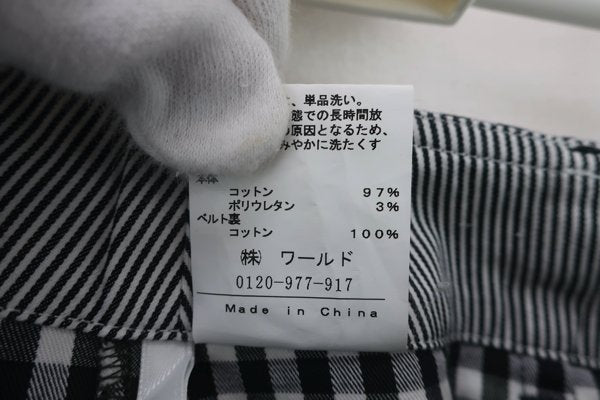 、単品洗い。
態での長時間放
の原因となるため、
みやかに洗たくす
本体
コットン 97%
ポリウレタン 3%
ベルト裏
コットン 100%
㈱ ワールド
0120-977-917
Made in China